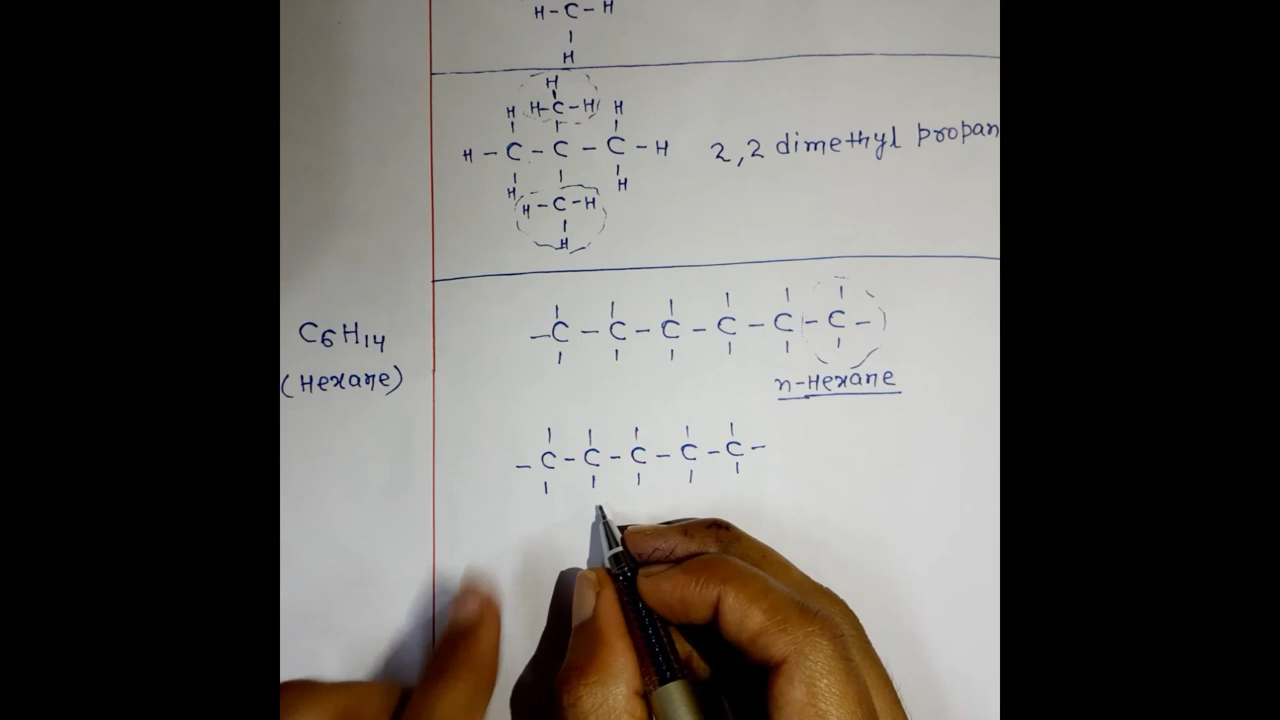 H-C-H
H
H
H H-C-H H
H-C-C-C-H
H H
H-C-H
H
2,2 dimethyl propan
-C-C-C-C-C-C-
C6H14
(Hexane)
n-Hexane
-C-C-C-C-C-